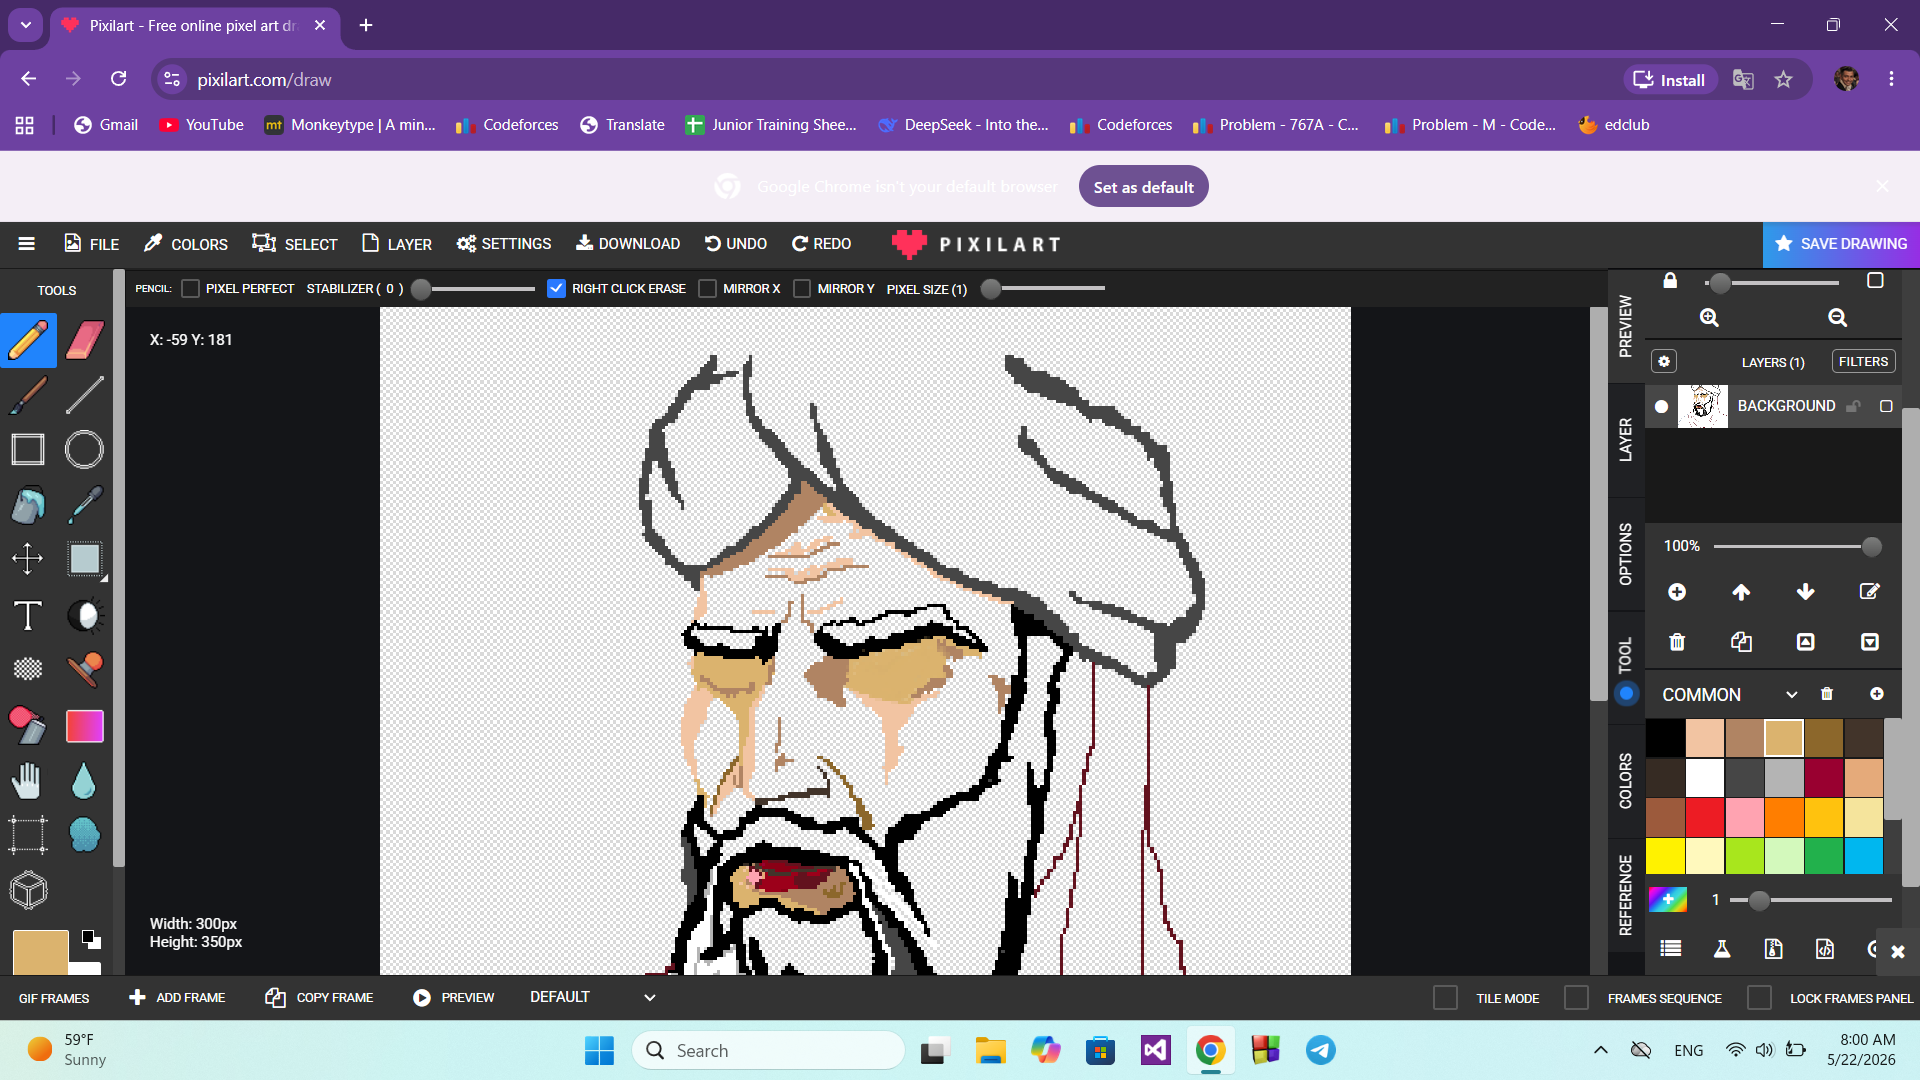 Pixilart - Free online pixel art dr
pixilart.com/draw
Install
Gmail
YouTube
mt
Monkeytype | A min...
Codeforces
Translate
Junior Training Shee...
DeepSeek - Into the...
Codeforces
Problem - 767A - C...
Problem - M - Code...
edclub
Google Chrome isn't your default browser
Set as default
FILE
COLORS
SELECT
LAYER
SETTINGS
DOWNLOAD
UNDO
REDO
PIXILART
SAVE DRAWING
TOOLS
PENCIL:
PIXEL PERFECT
STABILIZER ( 0 )
RIGHT CLICK ERASE
MIRROR X
MIRROR Y
PIXEL SIZE (1)
X: -59 Y: 181
PREVIEW
LAYERS (1)
FILTERS
BACKGROUND
LAYER
100%
OPTIONS
TOOL
COMMON
COLORS
1
REFERENCE
Width: 300px
Height: 350px
GIF FRAMES
ADD FRAME
COPY FRAME
PREVIEW
DEFAULT
TILE MODE
FRAMES SEQUENCE
LOCK FRAMES PANEL
59°F
Sunny
Search
ENG
8:00 AM
5/22/2026